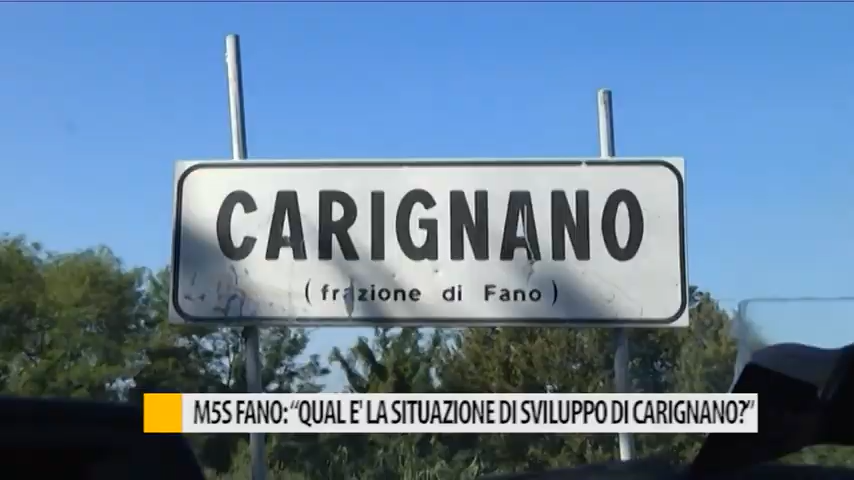 CARIGNANO
(frazione di Fano)
M5S FANO: “QUAL E' LA SITUAZIONE DI SVILUPPO DI CARIGNANO?”